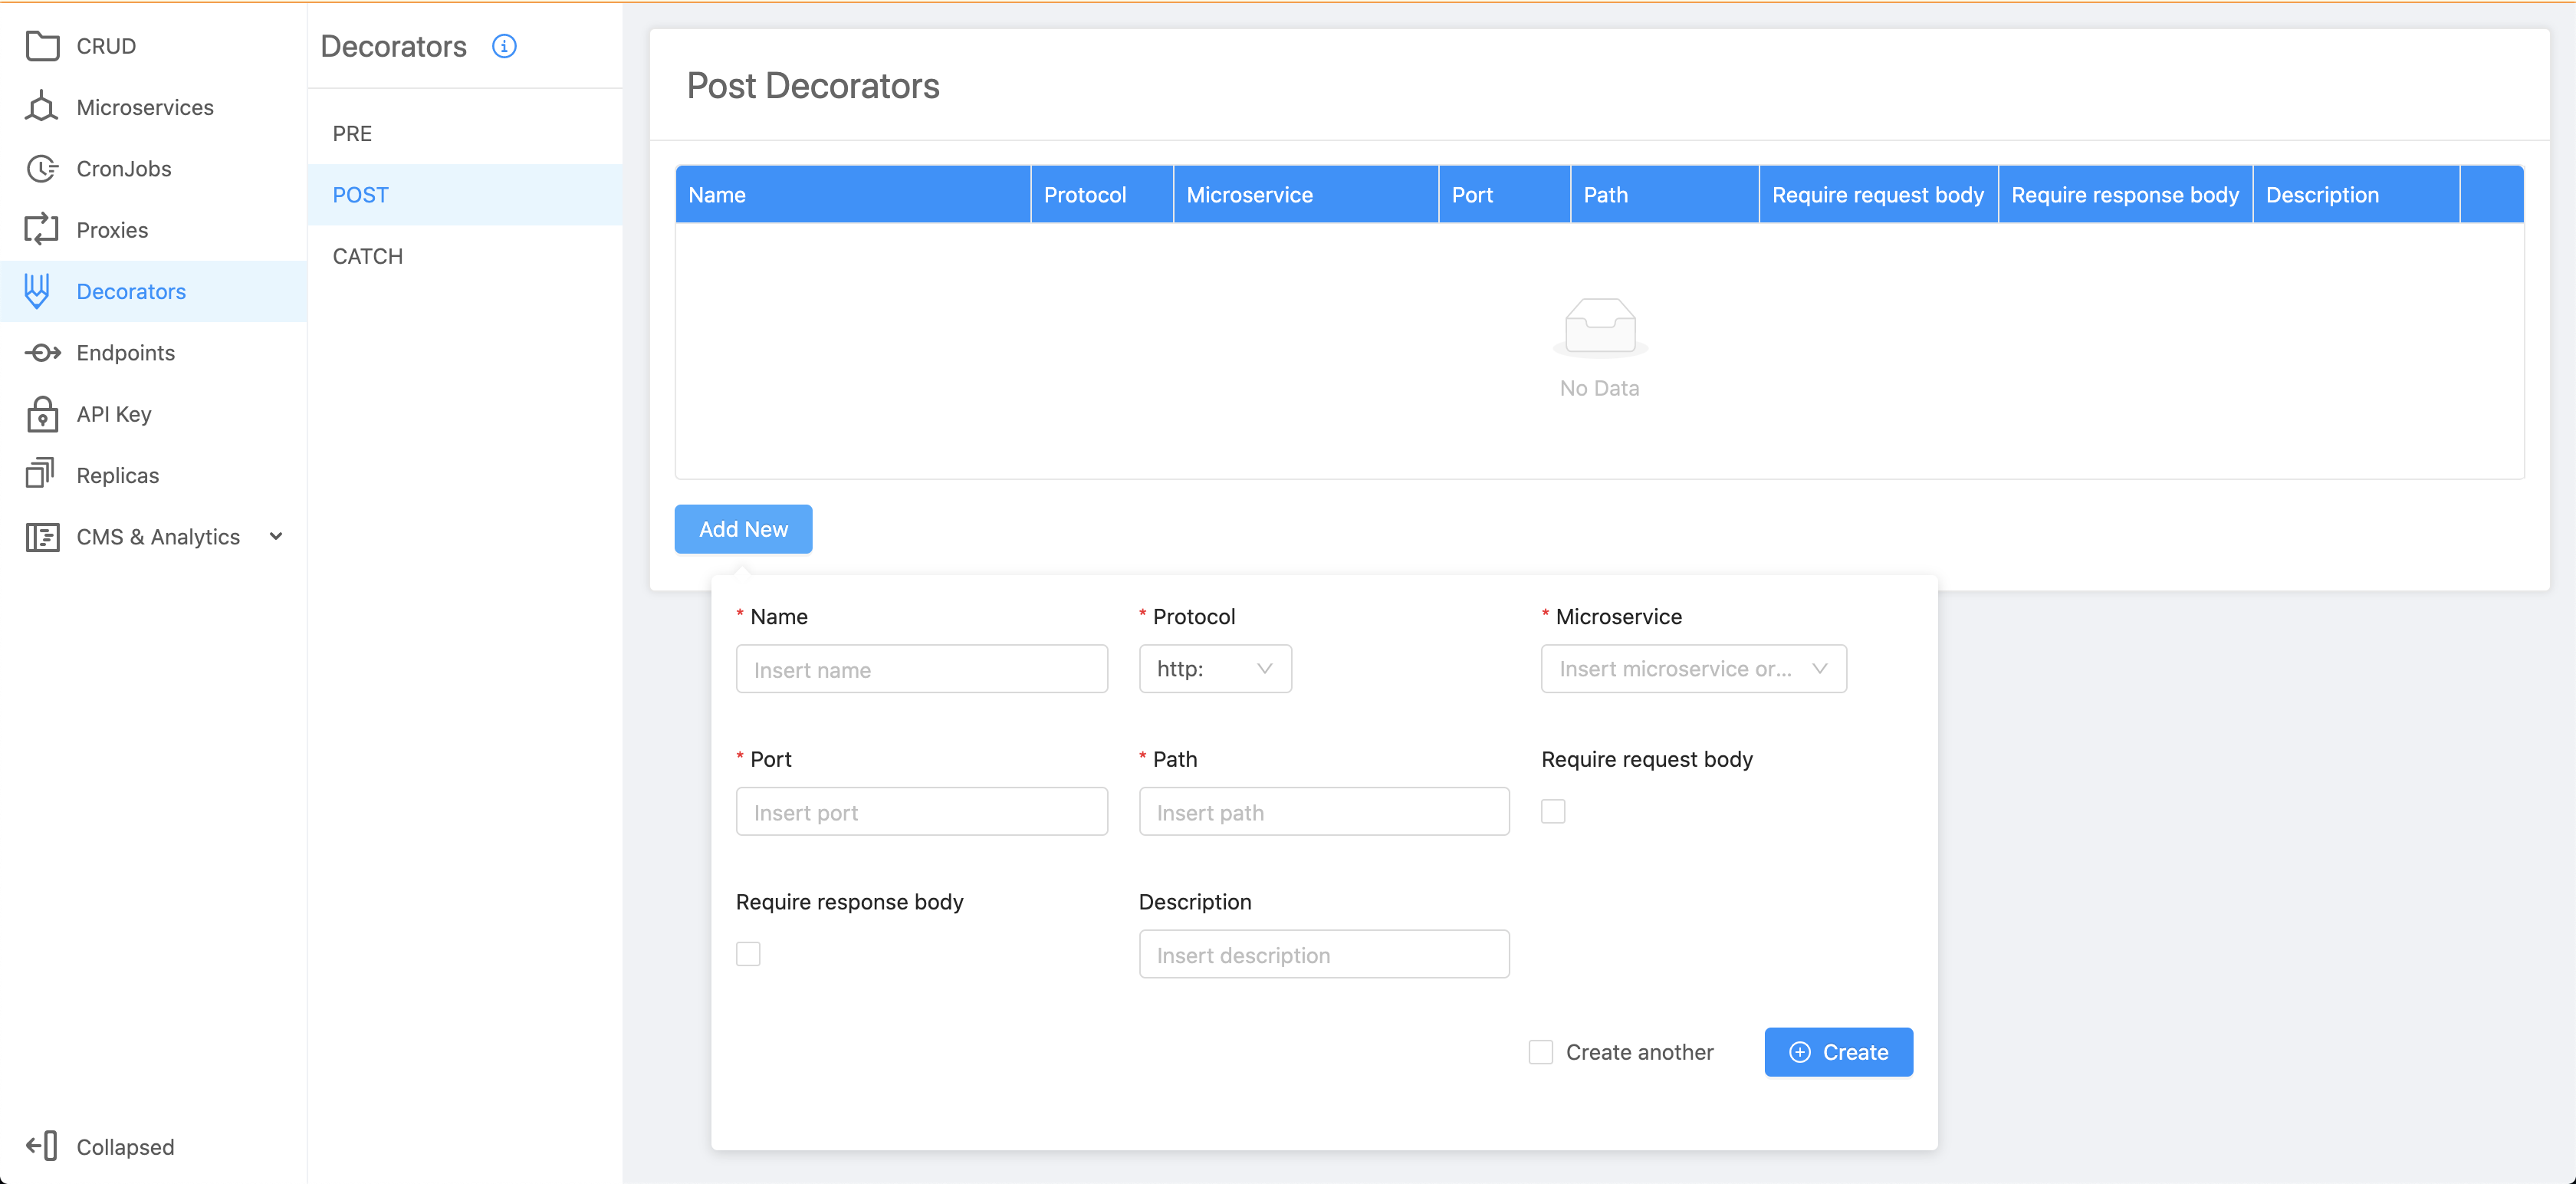 CRUD
Microservices
CronJobs
Proxies
Decorators
Endpoints
API Key
Replicas
CMS & Analytics
Collapsed
Decorators
PRE
POST
CATCH
Post Decorators
Name Protocol Microservice Port Path Require request body Require response body Description
No Data
Add New
* Name * Protocol * Microservice
Insert name http: Insert microservice or...
* Port * Path Require request body
Insert port Insert path
Require response body Description
Insert description
Create another Create